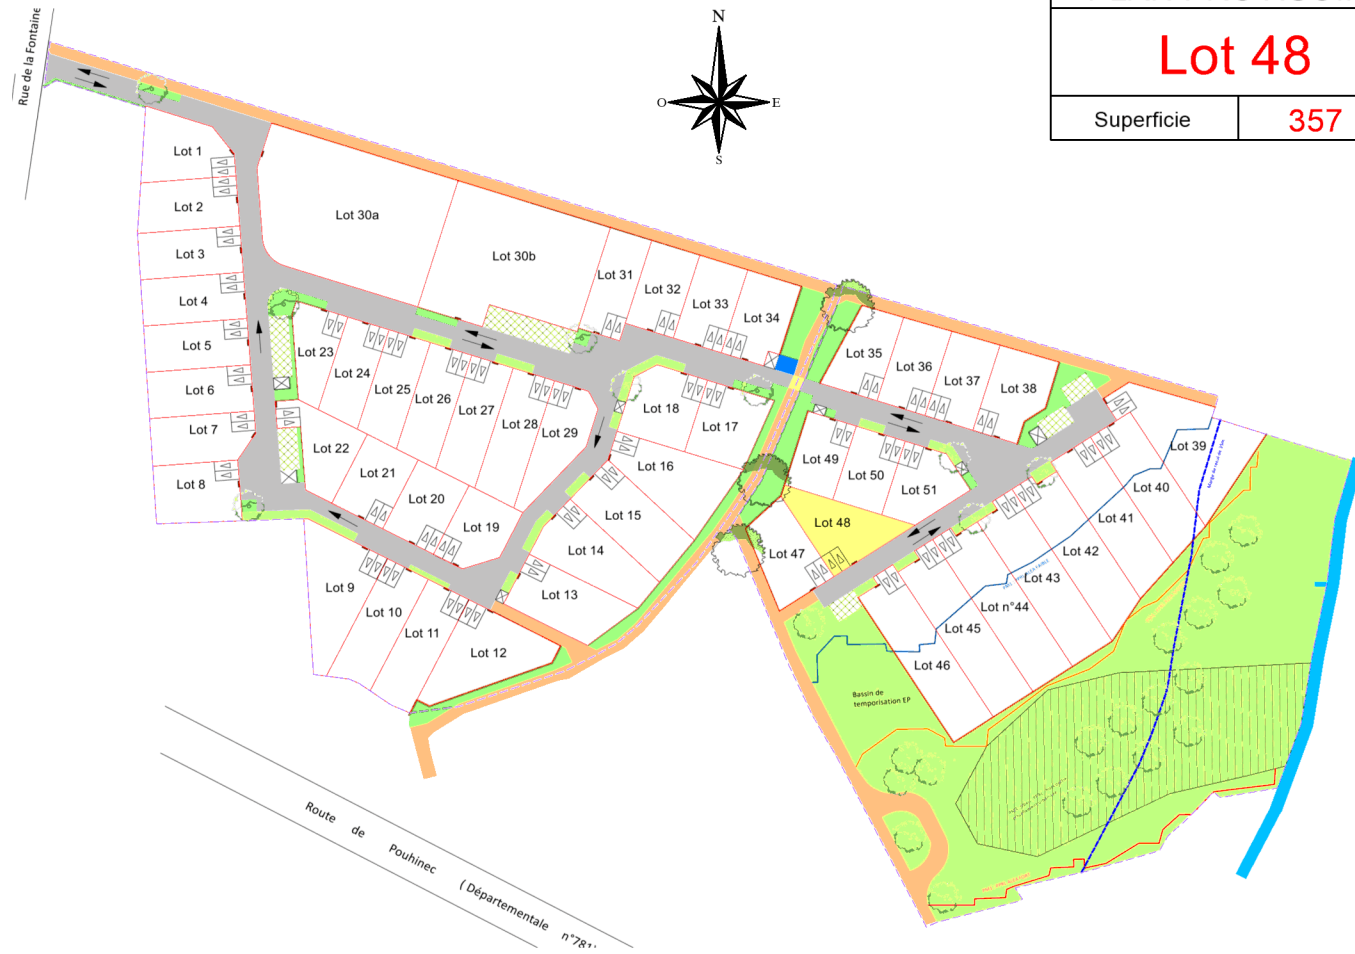 Rue de la Fontaine
N
O
E
S
Lot 48
Superficie
357
Lot 1
Lot 2
Lot 3
Lot 4
Lot 5
Lot 6
Lot 7
Lot 8
Lot 30a
Lot 30b
Lot 31
Lot 32
Lot 33
Lot 34
Lot 35
Lot 36
Lot 37
Lot 38
Lot 39
Lot 40
Lot 41
Lot 42
Lot 43
Lot n°44
Lot 45
Lot 46
Lot 23
Lot 24
Lot 25
Lot 26
Lot 27
Lot 28
Lot 29
Lot 18
Lot 17
Lot 16
Lot 15
Lot 14
Lot 13
Lot 22
Lot 21
Lot 20
Lot 19
Lot 49
Lot 50
Lot 51
Lot 48
Lot 47
Lot 9
Lot 10
Lot 11
Lot 12
Bassin de
temporisation EP
Route de Pouhinec (Départementale n°781